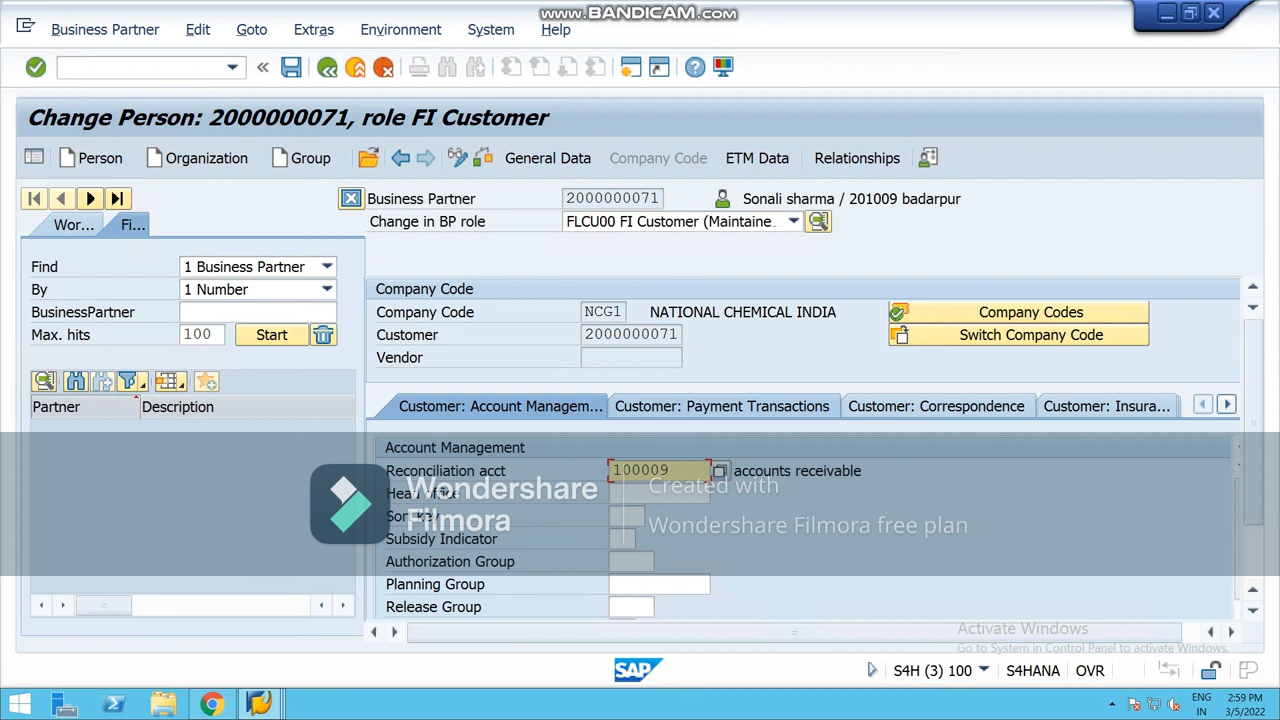 www.BANDICAM.com
Business Partner Edit Goto Extras Environment System Help
Change Person: 2000000071, role FI Customer
Person Organization Group General Data Company Code ETM Data Relationships
Business Partner 2000000071 Sonali sharma / 201009 badarpur
Wor... Fi... Change in BP role FLCU00 FI Customer (Maintaine..
Find 1 Business Partner
By 1 Number
BusinessPartner
Max. hits 100 Start
Partner Description
Company Code
Company Code NCG1 NATIONAL CHEMICAL INDIA Company Codes
Customer 2000000071 Switch Company Code
Vendor
Customer: Account Managem... Customer: Payment Transactions Customer: Correspondence Customer: Insura...
Account Management
Reconciliation acct 100009 accounts receivable
Head office
Sort key
Subsidy Indicator
Authorization Group
Planning Group
Release Group
Wondershare
Filmora
Created with
Wondershare Filmora free plan
Activate Windows
Go to System in Control Panel to activate Windows.
SAP S4H (3) 100 S4HANA OVR
ENG 2:59 PM
IN 3/5/2022